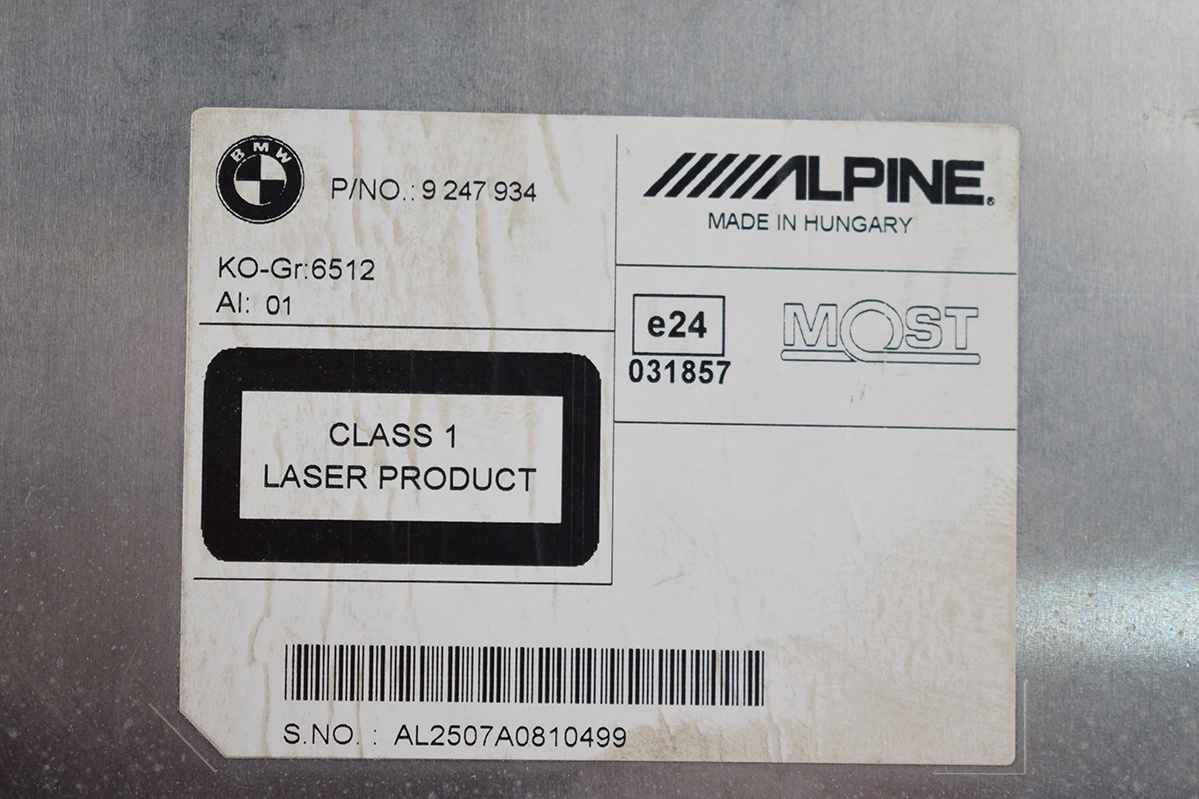 BMW
P/NO.: 9 247 934
KO-Gr:6512
AI: 01
ALPINE®
MADE IN HUNGARY
e24
031857
MOST
CLASS 1
LASER PRODUCT
S.NO. : AL2507A0810499